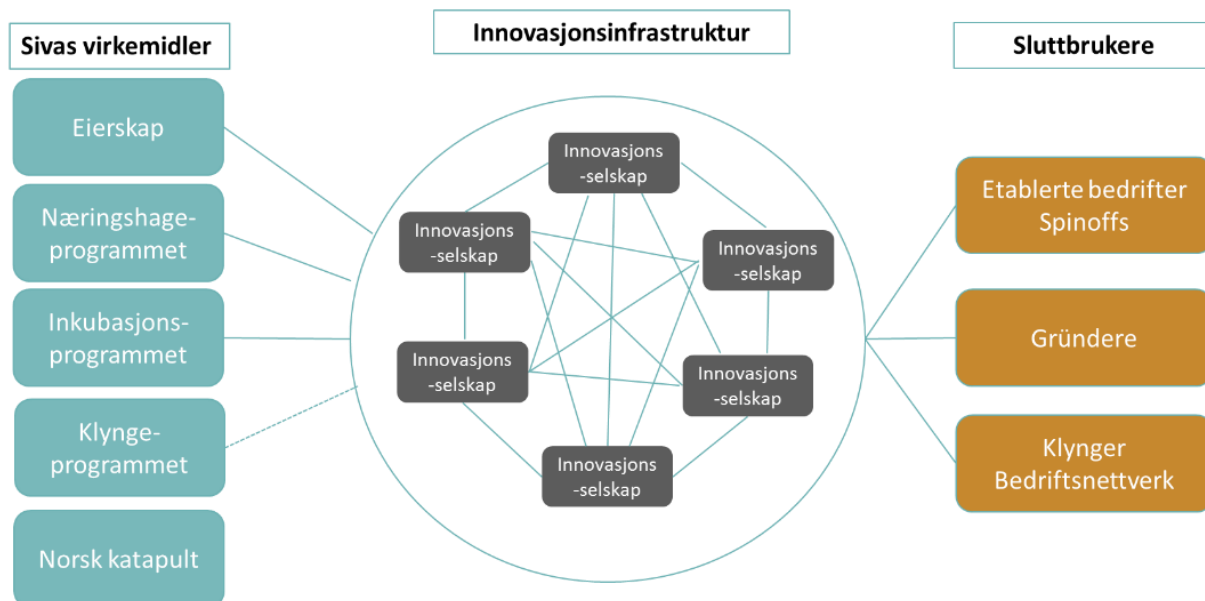 Sivas virkemidler
Eierskap
Næringshage-
programmet
Inkubasjons-
programmet
Klynge-
programmet
Norsk katapult
Innovasjonsinfrastruktur
Innovasjons
-selskap
Innovasjons
-selskap
Innovasjons
-selskap
Innovasjons
-selskap
Innovasjons
-selskap
Innovasjons
-selskap
Sluttbrukere
Etablerte bedrifter
Spinoffs
Gründere
Klynger
Bedriftsnettverk